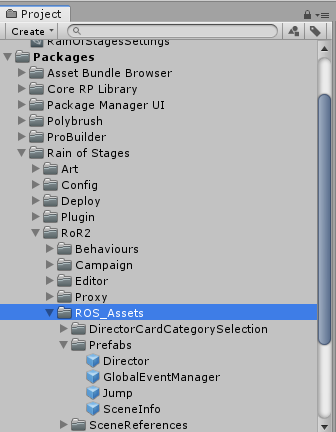 Project
Create
RainOfStagesSettings
Packages
Asset Bundle Browser
Core RP Library
Package Manager UI
Polybrush
ProBuilder
Rain of Stages
Art
Config
Deploy
Plugin
RoR2
Behaviours
Campaign
Editor
Proxy
ROS_Assets
DirectorCardCategorySelection
Prefabs
Director
GlobalEventManager
Jump
SceneInfo
SceneReferences